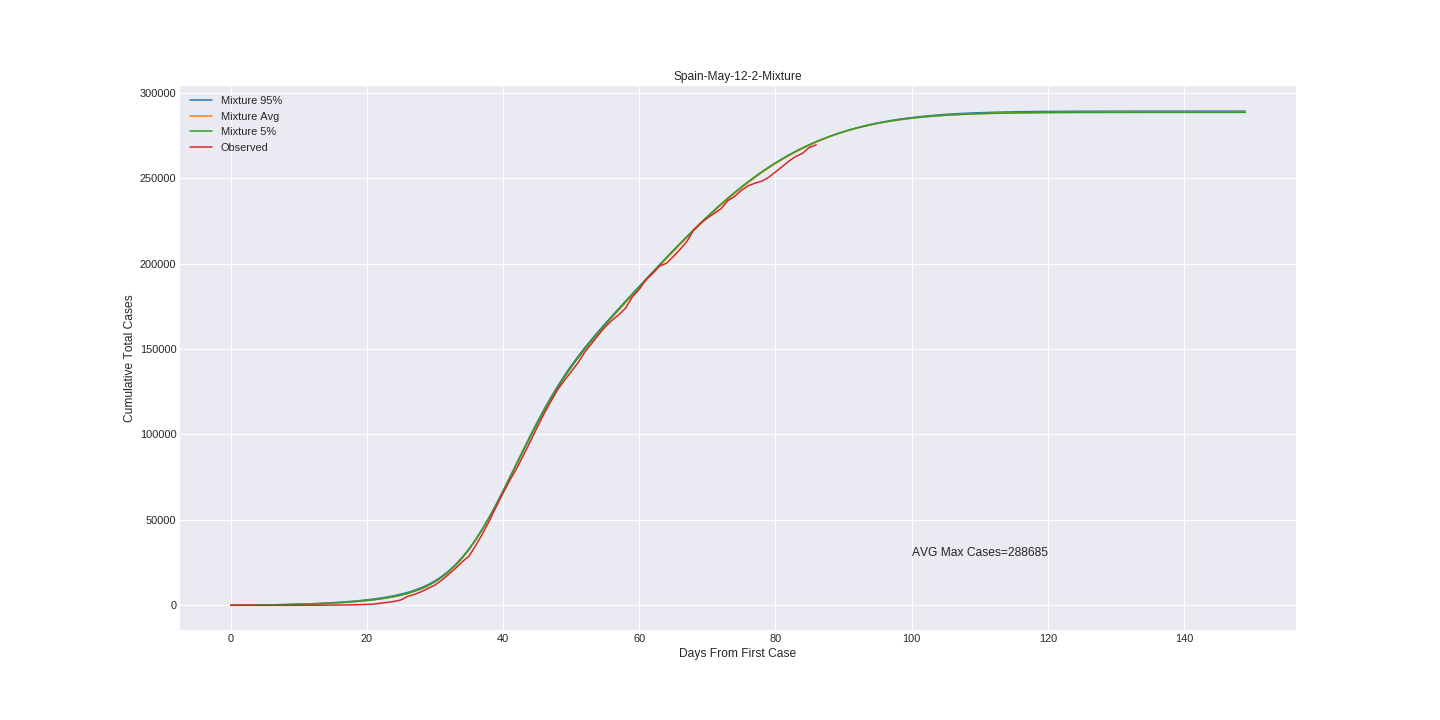 Spain-May-12-2-Mixture
Mixture 95%
Mixture Avg
Mixture 5%
Observed
300000
250000
200000
150000
100000
50000
0
Cumulative Total Cases
AVG Max Cases=288685
0 20 40 60 80 100 120 140
Days From First Case